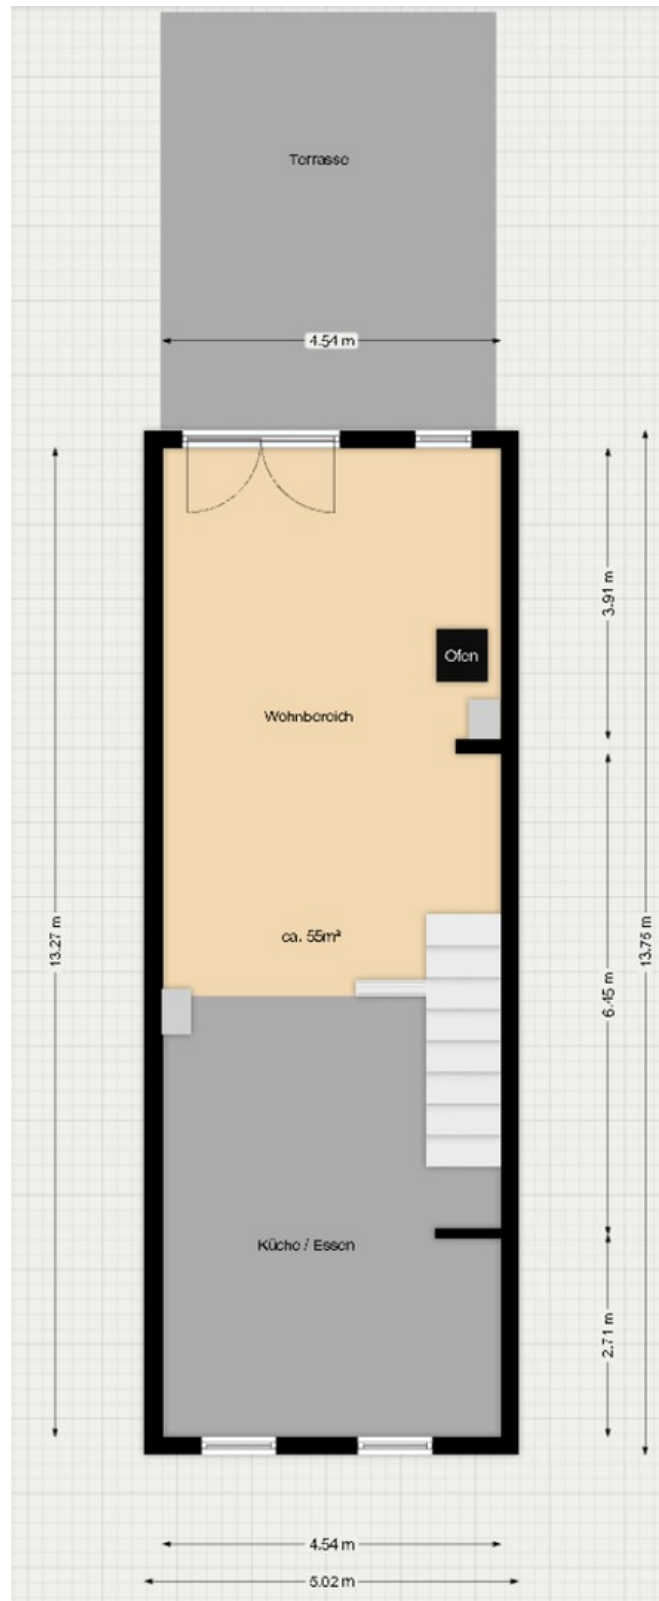 Terrasse
4.54 m
3.91 m
Ofen
Wohnbereich
ca. 55m²
13.27 m
13.75 m
6.45 m
Küche / Essen
2.71 m
4.54 m
5.02 m